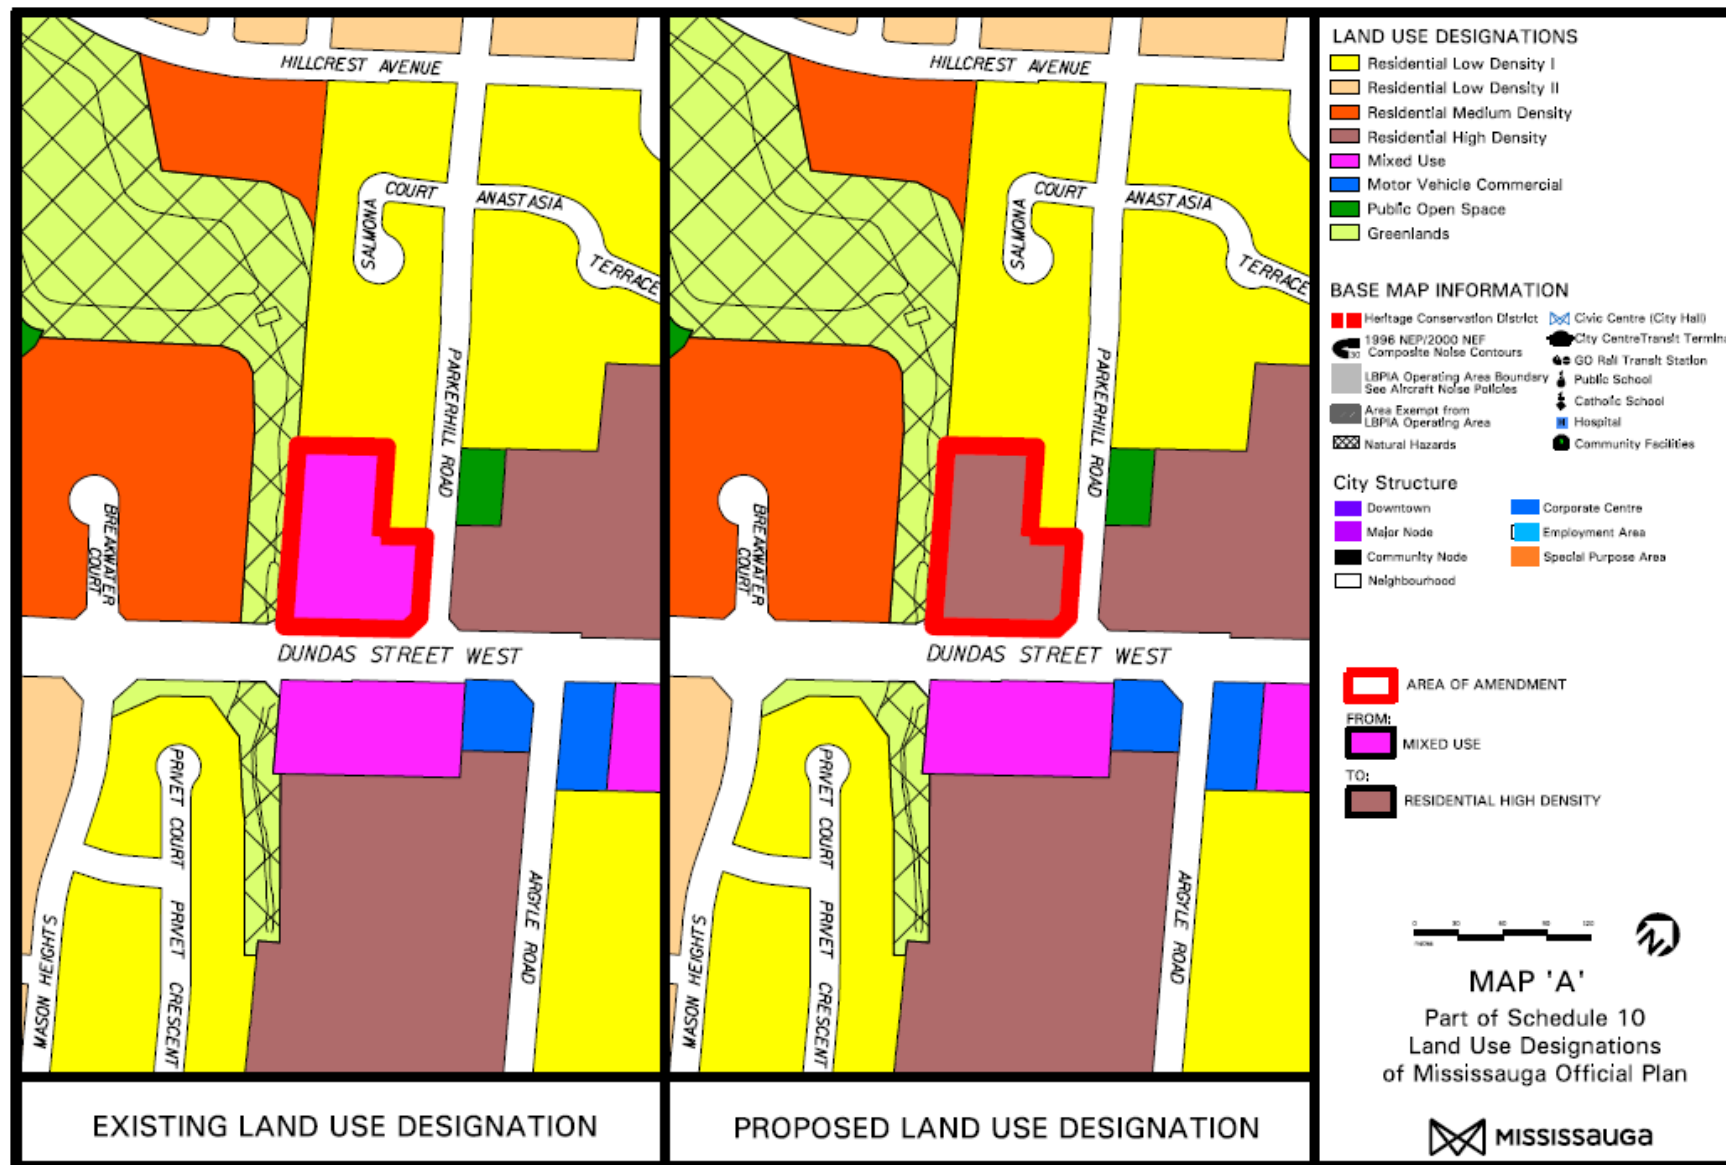 HILLCREST AVENUE
COURT
ANASTASIA
SALMONA
TERRACE
PARKERHILL ROAD
BREAKWATER
COURT
DUNDAS STREET WEST
PRIVET COURT
PRIVET CRESCENT
MASON HEIGHTS
ARGYLE ROAD
EXISTING LAND USE DESIGNATION
HILLCREST AVENUE
COURT
ANASTASIA
SALMONA
TERRACE
PARKERHILL ROAD
BREAKWATER
COURT
DUNDAS STREET WEST
PRIVET COURT
PRIVET CRESCENT
MASON HEIGHTS
ARGYLE ROAD
PROPOSED LAND USE DESIGNATION
LAND USE DESIGNATIONS
Residential Low Density I
Residential Low Density II
Residential Medium Density
Residential High Density
Mixed Use
Motor Vehicle Commercial
Public Open Space
Greenlands
BASE MAP INFORMATION
Heritage Conservation District
1996 NEP/2000 NEF
Composite Noise Contours
LBPIA Operating Area Boundary
See Aircraft Noise Policies
Area Exempt from
LBPIA Operating Area
Natural Hazards
Civic Centre (City Hall)
City CentreTransit Termina
GO Rail Transit Station
Public School
Catholic School
H Hospital
Community Facilities
City Structure
Downtown
Major Node
Community Node
Neighbourhood
Corporate Centre
Employment Area
Special Purpose Area
AREA OF AMENDMENT
FROM:
MIXED USE
TO:
RESIDENTIAL HIGH DENSITY
0 30 60 90 120
MAP 'A'
Part of Schedule 10
Land Use Designations
of Mississauga Official Plan
MISSISSauGa